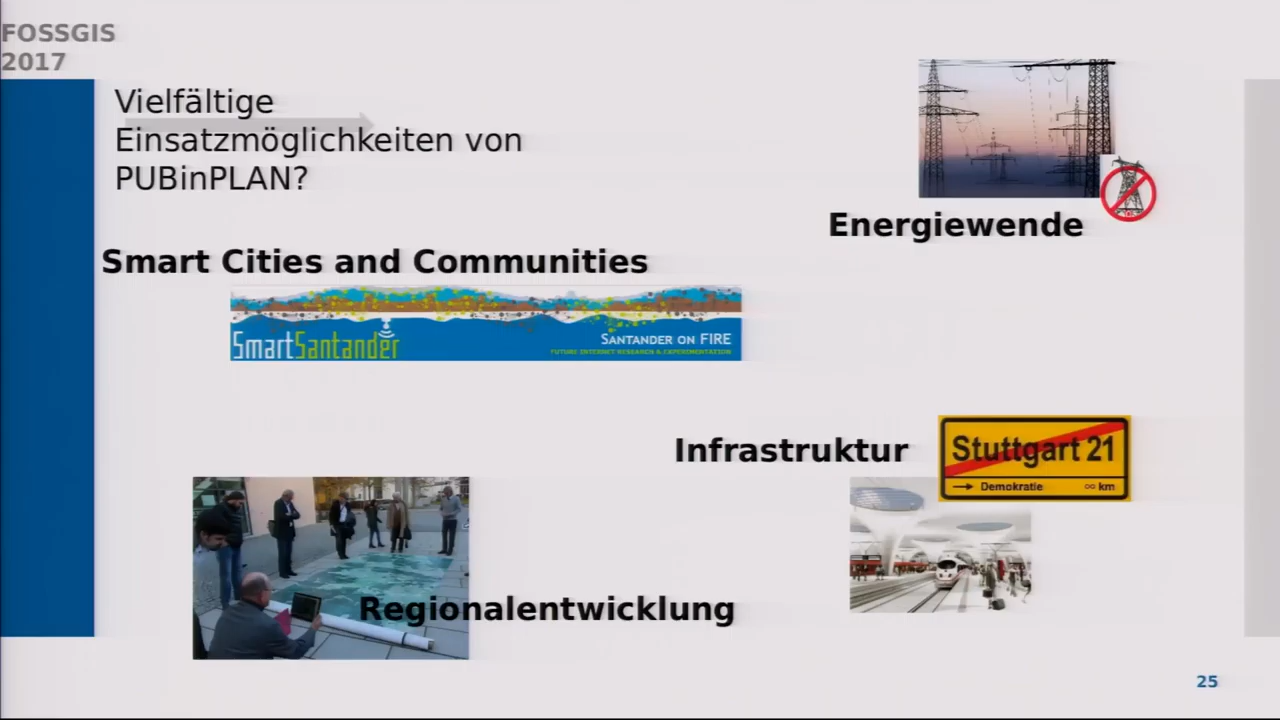 FOSSGIS
2017
Vielfältige
Einsatzmöglichkeiten von
PUBinPLAN?
Energiewende
Smart Cities and Communities
SmartSantander
SANTANDER ON FIRE
FUTURE INTERNET RESEARCH & EXPERIMENTATION
Infrastruktur
Stuttgart 21
→ Demokratie ∞ km
Regionalentwicklung
25